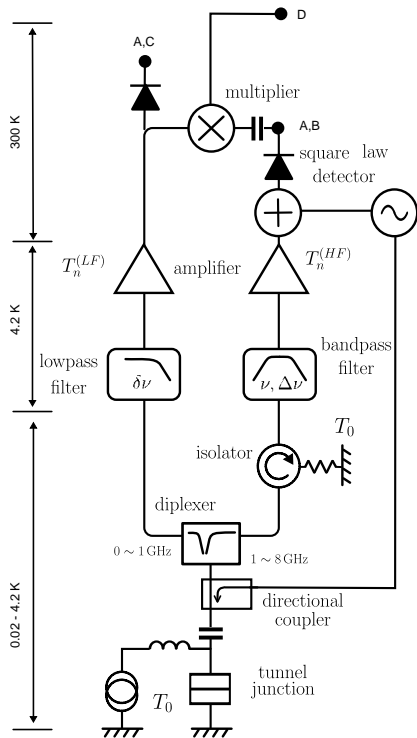 D
A,C
multiplier
A,B
300 K
square law
detector
T_n^{(LF)}
amplifier
T_n^{(HF)}
4.2 K
lowpass
filter
δν
ν, Δν
bandpass
filter
isolator
T_0
diplexer
0 ∼ 1 GHz
1 ∼ 8 GHz
directional
coupler
0.02 - 4.2 K
T_0
tunnel
junction